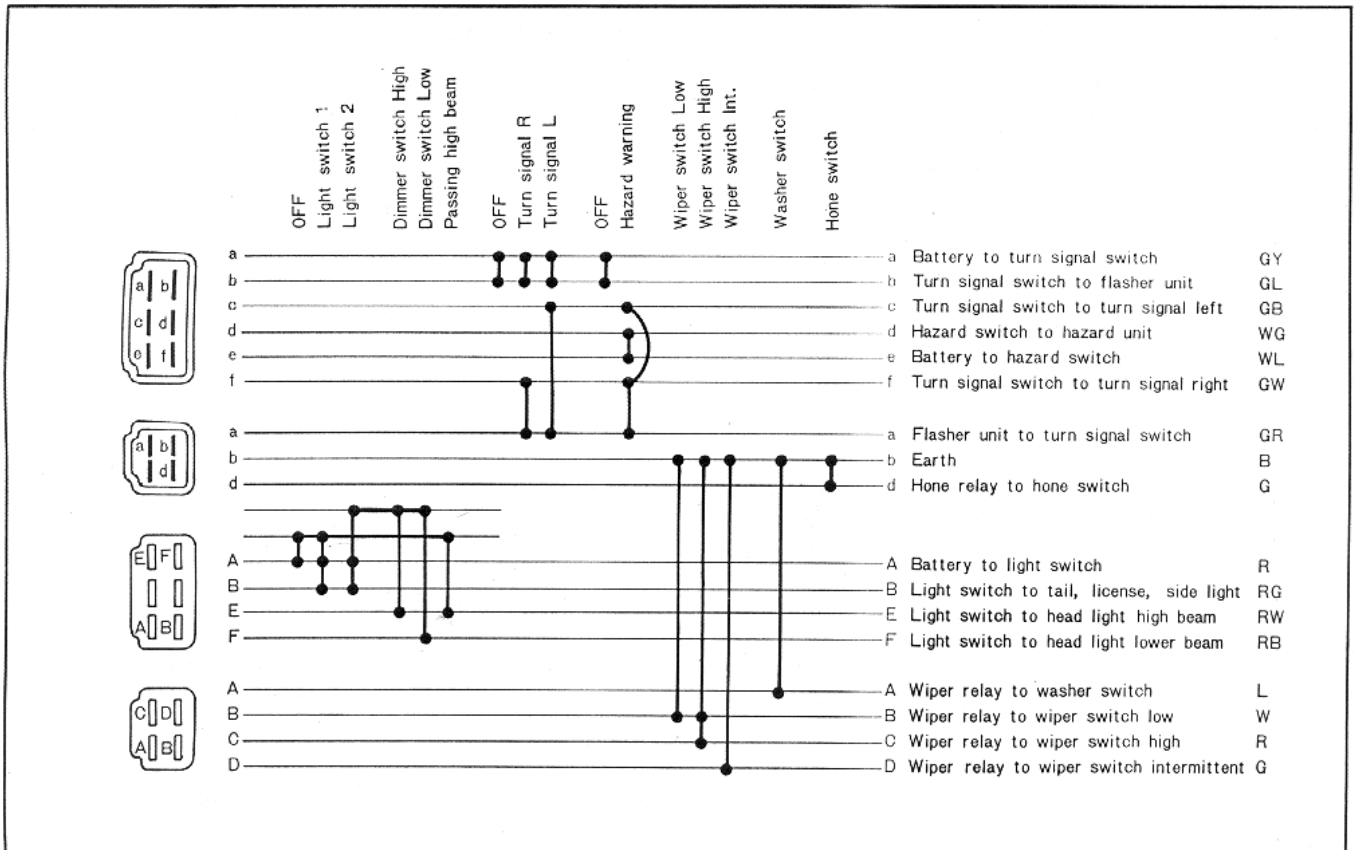 OFF
Light switch 1
Light switch 2
Dimmer switch High
Dimmer switch Low
Passing high beam
OFF
Turn signal R
Turn signal L
OFF
Hazard warning
Wiper switch Low
Wiper switch High
Wiper switch Int.
Washer switch
Hone switch
a b
c d
e f
a a Battery to turn signal switch GY
b b Turn signal switch to flasher unit GL
c c Turn signal switch to turn signal left GB
d d Hazard switch to hazard unit WG
e e Battery to hazard switch WL
f f Turn signal switch to turn signal right GW
a b
d
a a Flasher unit to turn signal switch GR
b b Earth B
d d Hone relay to hone switch G
E F
A B
A A Battery to light switch R
B B Light switch to tail, license, side light RG
E E Light switch to head light high beam RW
F F Light switch to head light lower beam RB
C D
A B
A A Wiper relay to washer switch L
B B Wiper relay to wiper switch low W
C C Wiper relay to wiper switch high R
D D Wiper relay to wiper switch intermittent G